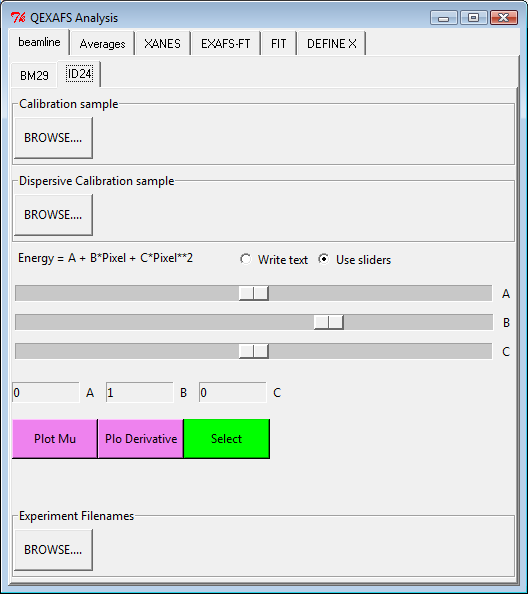 QEXAFS Analysis
beamline Averages XANES EXAFS-FT FIT DEFINE X
BM29 ID24
Calibration sample
BROWSE....
Dispersive Calibration sample
BROWSE....
Energy = A + B*Pixel + C*Pixel**2 Write text Use sliders
A
B
C
0 A 1 B 0 C
Plot Mu Plo Derivative Select
Experiment Filenames
BROWSE....